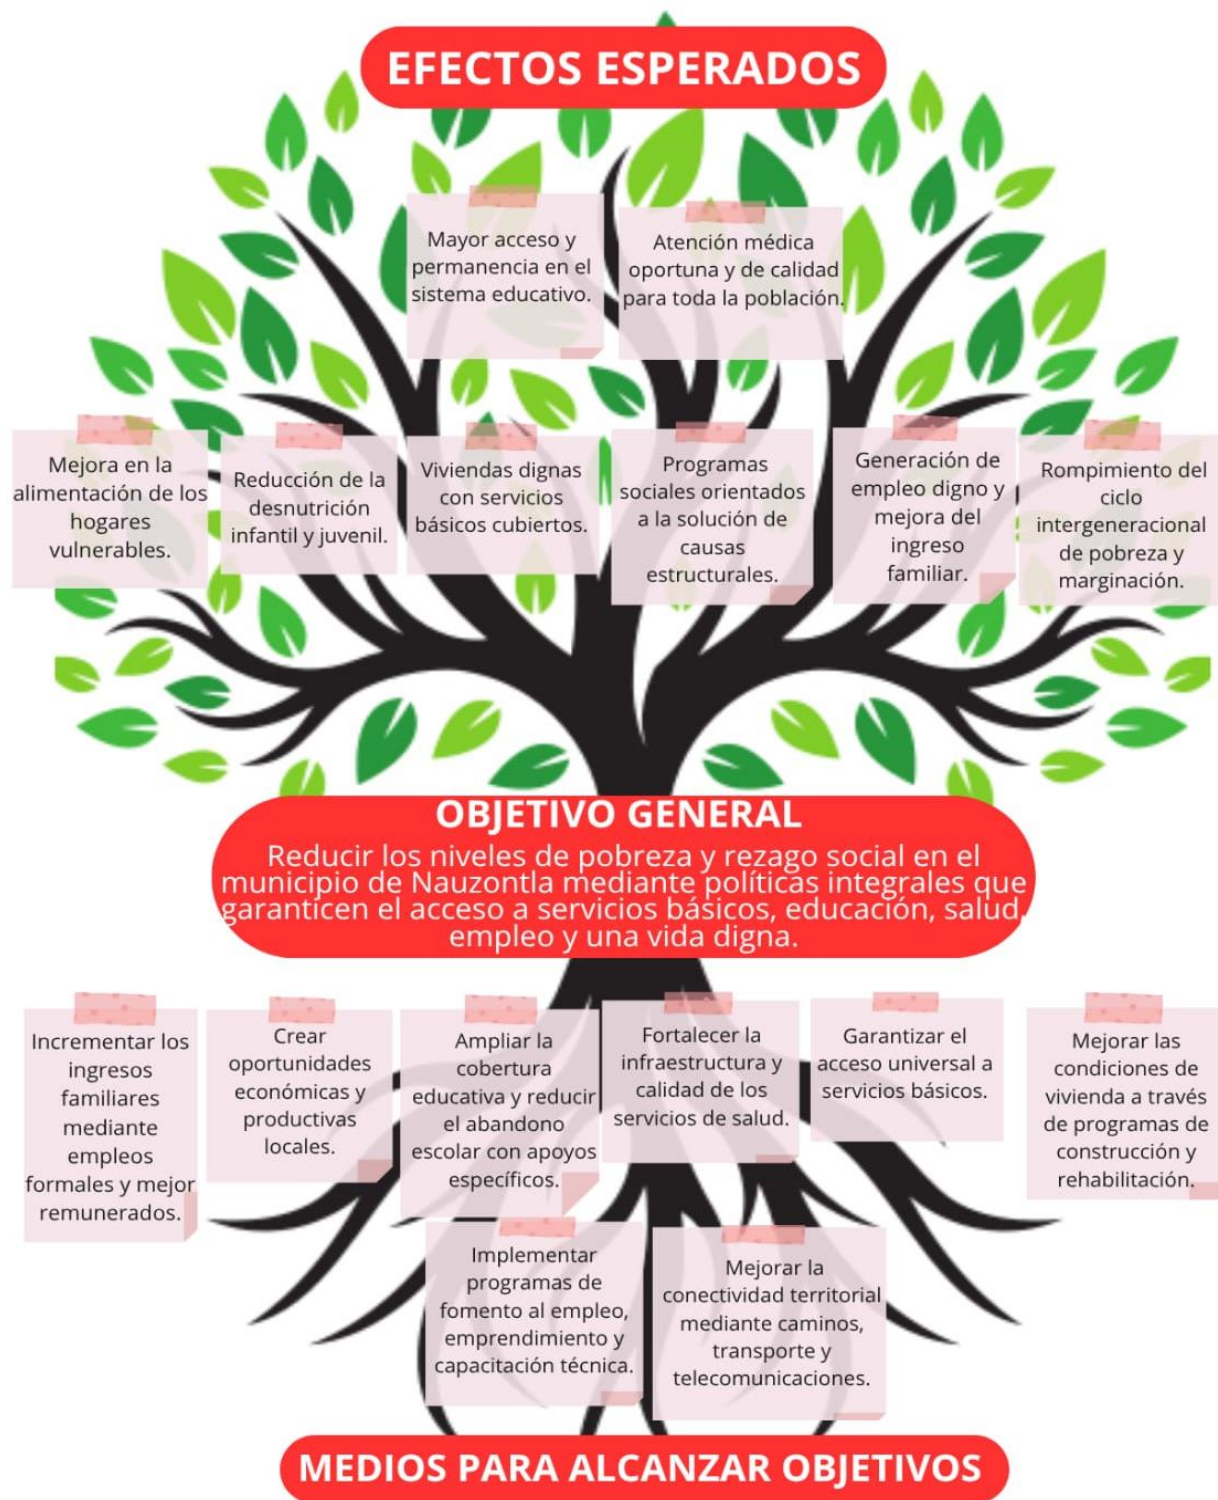 EFECTOS ESPERADOS
Mayor acceso y
permanencia en el
sistema educativo.
Atención médica
oportuna y de calidad
para toda la población.
Mejora en la
alimentación de los
hogares
vulnerables.
Reducción de la
desnutrición
infantil y juvenil.
Viviendas dignas
con servicios
básicos cubiertos.
Programas
sociales orientados
a la solución de
causas
estructurales.
Generación de
empleo digno y
mejora del
ingreso
familiar.
Rompimiento del
ciclo
intergeneracional
de pobreza y
marginación.
OBJETIVO GENERAL
Reducir los niveles de pobreza y rezago social en el
municipio de Nauzontla mediante políticas integrales que
garanticen el acceso a servicios básicos, educación, salud,
empleo y una vida digna.
Incrementar los
ingresos
familiares
mediante
empleos
formales y mejor
remunerados.
Crear
oportunidades
económicas y
productivas
locales.
Ampliar la
cobertura
educativa y reducir
el abandono
escolar con apoyos
específicos.
Fortalecer la
infraestructura y
calidad de los
servicios de salud.
Garantizar el
acceso universal a
servicios básicos.
Mejorar las
condiciones de
vivienda a través
de programas de
construcción y
rehabilitación.
Implementar
programas de
fomento al empleo,
emprendimiento y
capacitación técnica.
Mejorar la
conectividad territorial
mediante caminos,
transporte y
telecomunicaciones.
MEDIOS PARA ALCANZAR OBJETIVOS